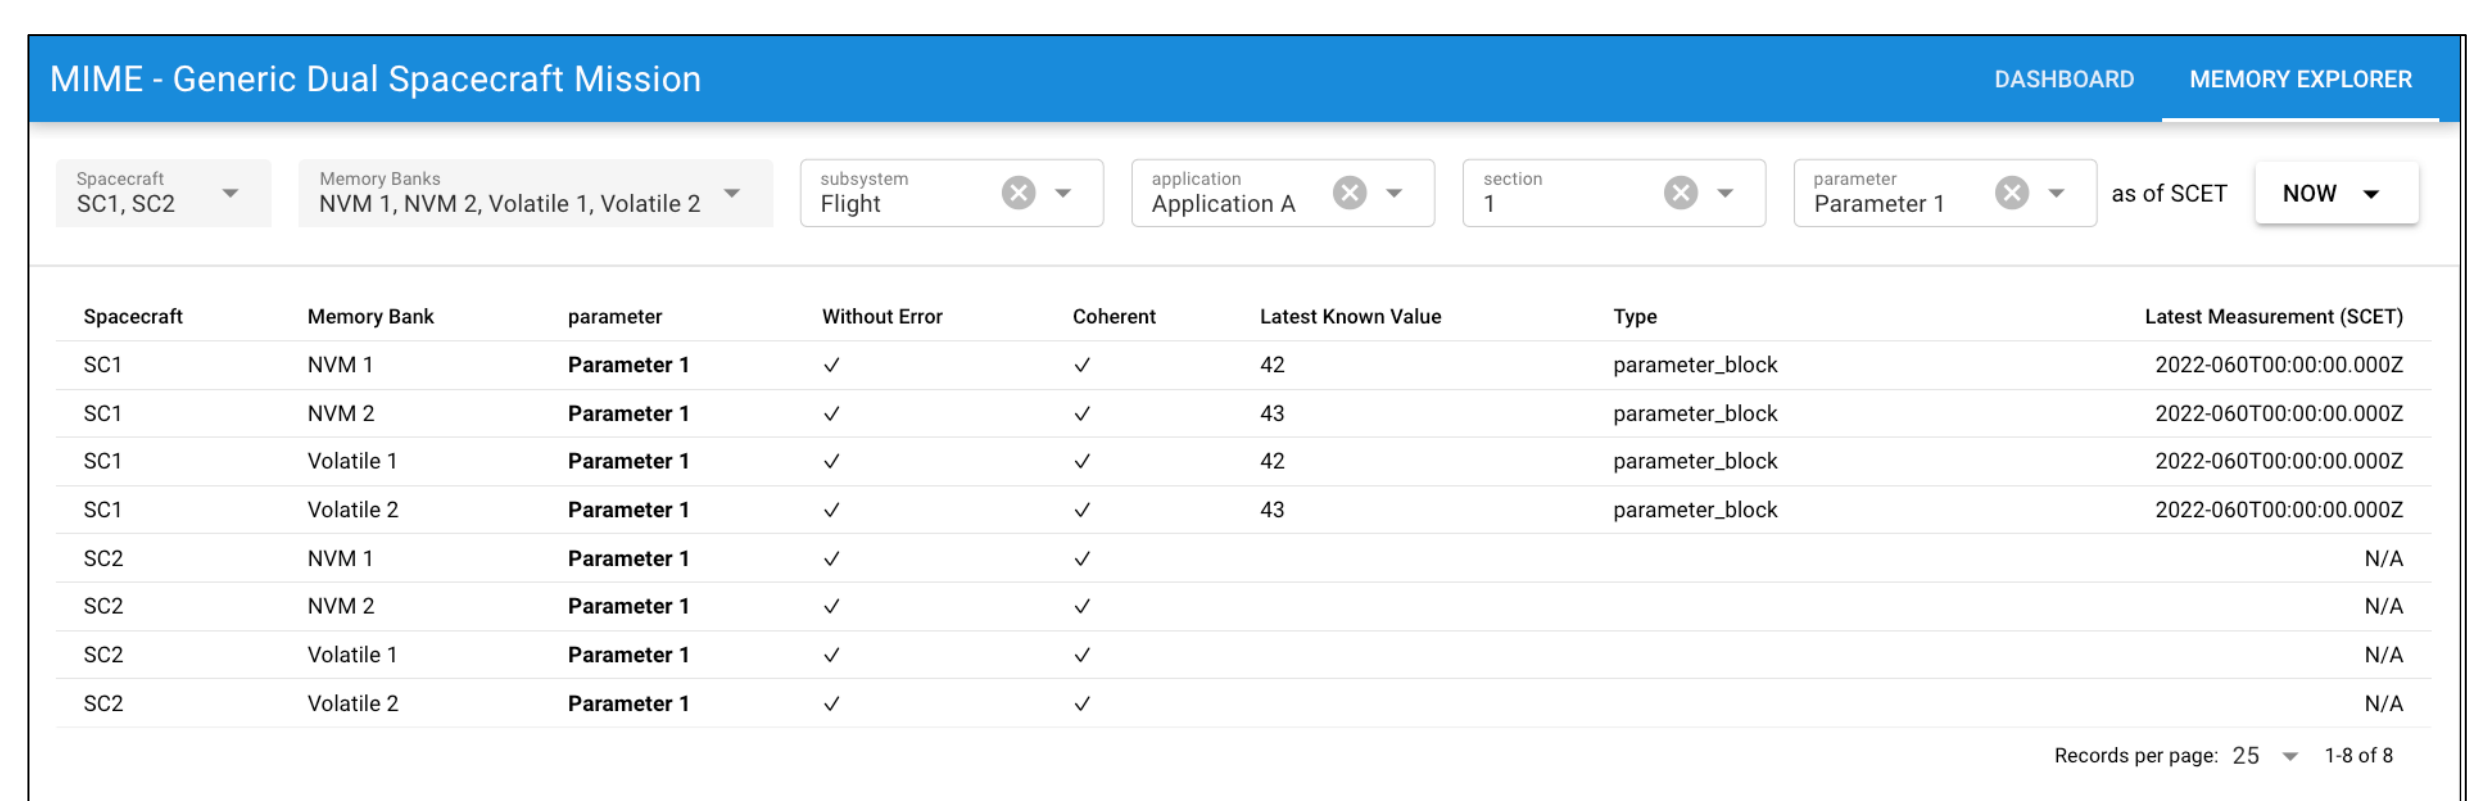 MIME - Generic Dual Spacecraft Mission DASHBOARD MEMORY EXPLORER
Spacecraft Memory Banks subsystem application section parameter
SC1, SC2 NVM 1, NVM 2, Volatile 1, Volatile 2 Flight Application A 1 Parameter 1 as of SCET NOW
Spacecraft Memory Bank parameter Without Error Coherent Latest Known Value Type Latest Measurement (SCET)
SC1 NVM 1 Parameter 1 ✓ ✓ 42 parameter_block 2022-060T00:00:00.000Z
SC1 NVM 2 Parameter 1 ✓ ✓ 43 parameter_block 2022-060T00:00:00.000Z
SC1 Volatile 1 Parameter 1 ✓ ✓ 42 parameter_block 2022-060T00:00:00.000Z
SC1 Volatile 2 Parameter 1 ✓ ✓ 43 parameter_block 2022-060T00:00:00.000Z
SC2 NVM 1 Parameter 1 ✓ ✓ N/A
SC2 NVM 2 Parameter 1 ✓ ✓ N/A
SC2 Volatile 1 Parameter 1 ✓ ✓ N/A
SC2 Volatile 2 Parameter 1 ✓ ✓ N/A
Records per page: 25 1-8 of 8